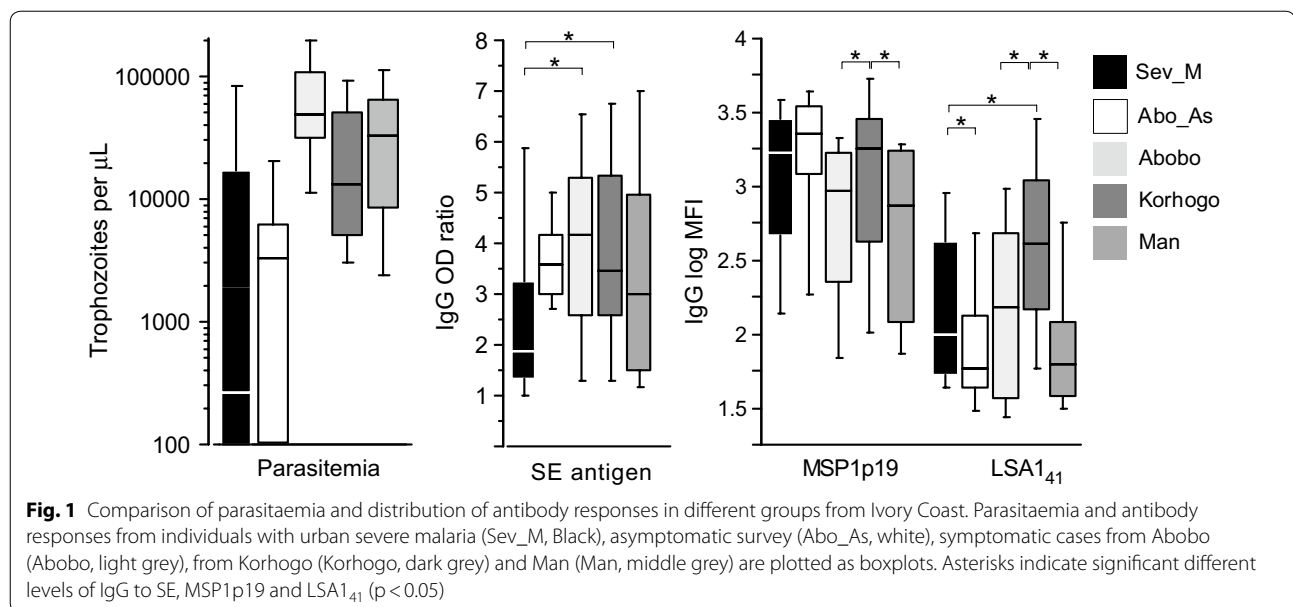 Trophozoites per µL
100000
10000
1000
100
Parasitemia
IgG OD ratio
8
7
6
5
4
3
2
1
*
*
SE antigen
IgG log MFI
4
3.5
3
2.5
2
1.5
* *
* *
*
*
MSP1p19
LSA1₄₁
Sev_M
Abo_As
Abobo
Korhogo
Man
Fig. 1 Comparison of parasitaemia and distribution of antibody responses in different groups from Ivory Coast. Parasitaemia and antibody
responses from individuals with urban severe malaria (Sev_M, Black), asymptomatic survey (Abo_As, white), symptomatic cases from Abobo
(Abobo, light grey), from Korhogo (Korhogo, dark grey) and Man (Man, middle grey) are plotted as boxplots. Asterisks indicate significant different
levels of IgG to SE, MSP1p19 and LSA1₄₁ (p < 0.05)